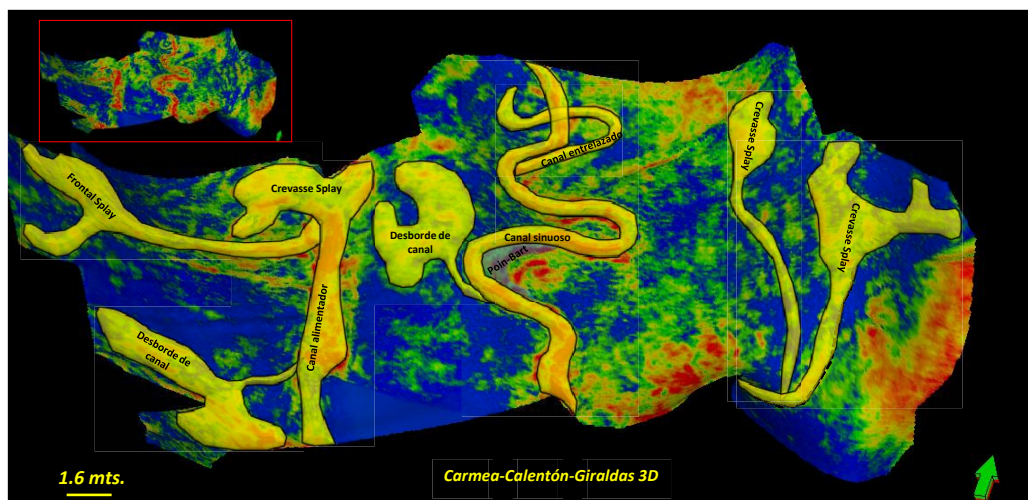 Frontal Splay
Crevasse Splay
Desborde de
canal
Canal alimentador
Desborde de
canal
Canal entrelazado
Canal sinuoso
Poin-Bart
Crevasse Splay
Crevasse Splay
1.6 mts.
Carmea-Calentón-Giraldas 3D